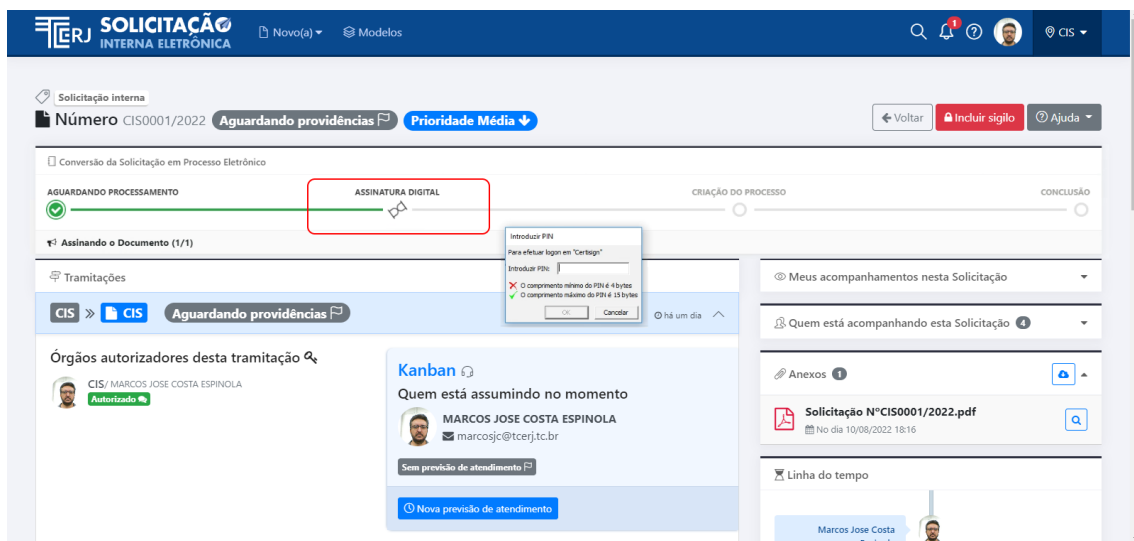 TCERJ SOLICITAÇÃO
INTERNA ELETRÔNICA
Novo(a)
Modelos
1
CIS
Solicitação interna
Número CIS0001/2022 Aguardando providências Prioridade Média
Voltar
Incluir sigilo
Ajuda
Conversão da Solicitação em Processo Eletrônico
AGUARDANDO PROCESSAMENTO
ASSINATURA DIGITAL
CRIAÇÃO DO PROCESSO
CONCLUSÃO
Assinando o Documento (1/1)
Introduzir PIN
Para efetuar logon em "Certisign"
Introduzir PIN:
O comprimento mínimo do PIN é 4 bytes
O comprimento máximo do PIN é 15 bytes
OK
Cancelar
Tramitações
CIS » CIS Aguardando providências
há um dia
Órgãos autorizadores desta tramitação
CIS/ MARCOS JOSE COSTA ESPINOLA
Autorizado
Kanban
Quem está assumindo no momento
MARCOS JOSE COSTA ESPINOLA
marcosjc@tcerj.tc.br
Sem previsão de atendimento
Nova previsão de atendimento
Meus acompanhamentos nesta Solicitação
Quem está acompanhando esta Solicitação 4
Anexos 1
Solicitação NºCIS0001/2022.pdf
No dia 10/08/2022 18:16
Linha do tempo
Marcos Jose Costa